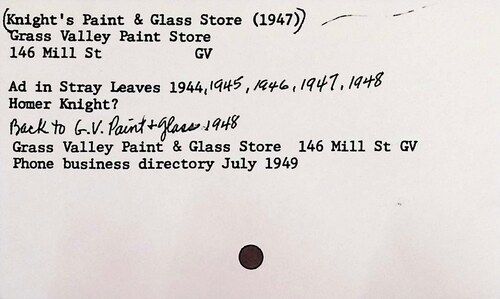 (Knight's Paint & Glass Store (1947))
Grass Valley Paint Store
146 Mill St GV
Ad in Stray Leaves 1944, 1945, 1946, 1947, 1948
Homer Knight?
Back to G.V. Paint + Glass 1948
Grass Valley Paint & Glass Store 146 Mill St GV
Phone business directory July 1949